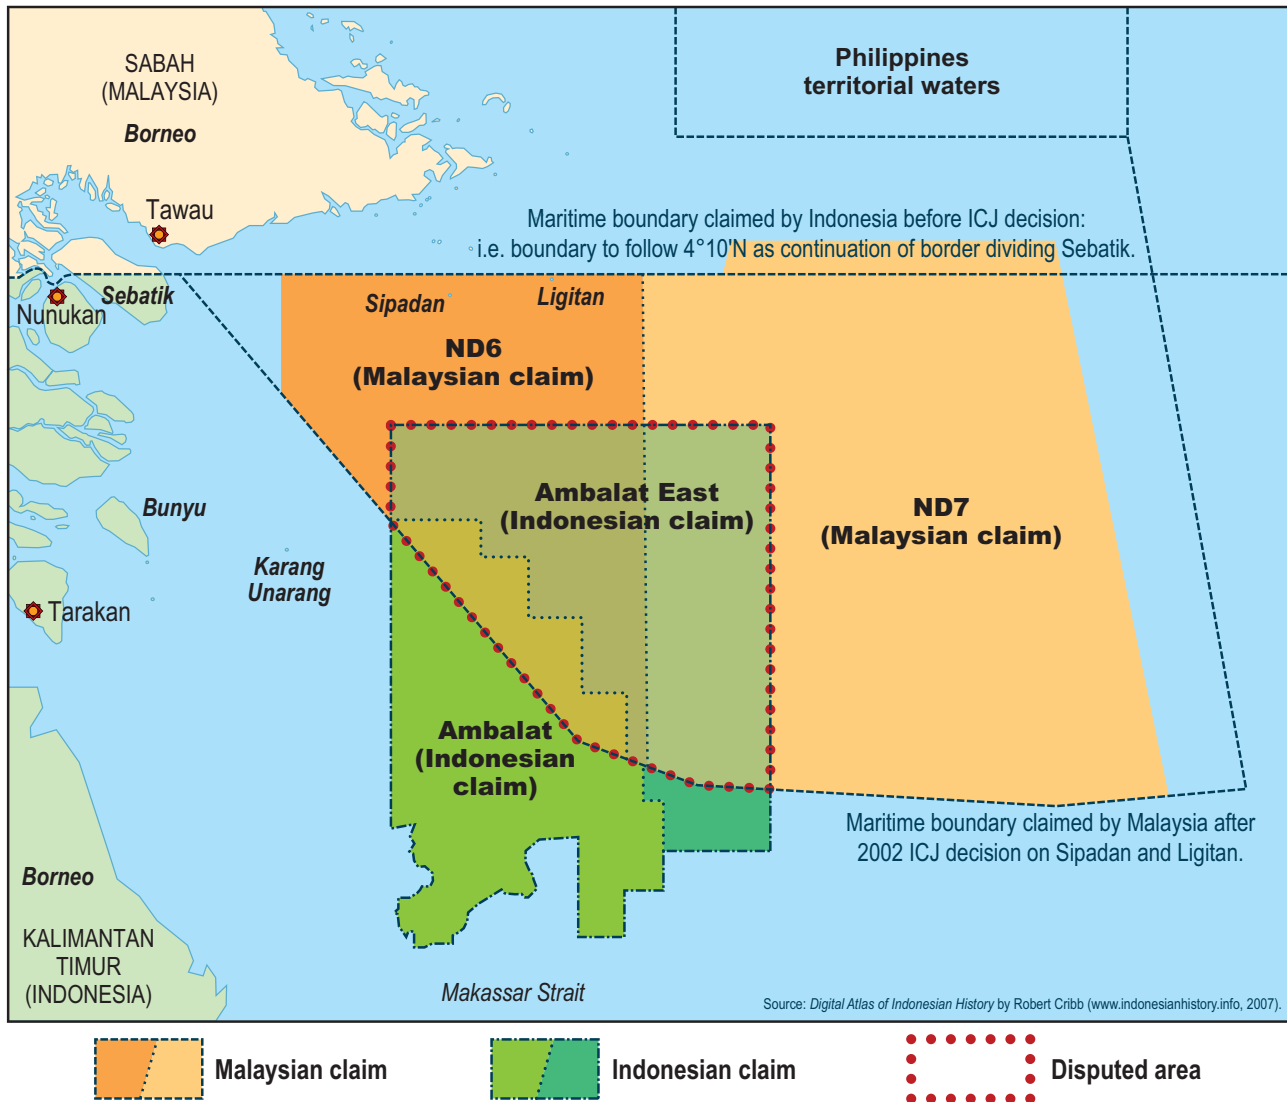 Philippines
territorial waters
SABAH
(MALAYSIA)
Borneo
Tawau
Maritime boundary claimed by Indonesia before ICJ decision:
i.e. boundary to follow 4°10'N as continuation of border dividing Sebatik.
Sebatik
Nunukan
Sipadan
Ligitan
ND6
(Malaysian claim)
Ambalat East
(Indonesian claim)
ND7
(Malaysian claim)
Bunyu
Karang
Unarang
Tarakan
Ambalat
(Indonesian
claim)
Maritime boundary claimed by Malaysia after
2002 ICJ decision on Sipadan and Ligitan.
Borneo
KALIMANTAN
TIMUR
(INDONESIA)
Makassar Strait
Source: Digital Atlas of Indonesian History by Robert Cribb (www.indonesianhistory.info, 2007).
Malaysian claim
Indonesian claim
Disputed area